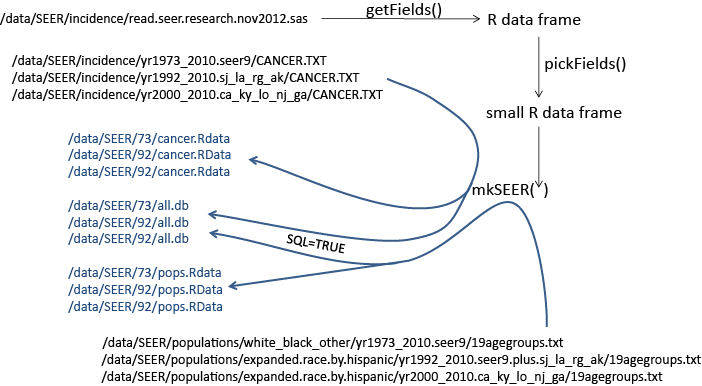 /data/SEER/incidence/read.seer.research.nov2012.sas
getFields()
R data frame
pickFields()
small R data frame
/data/SEER/incidence/yr1973_2010.seer9/CANCER.TXT
/data/SEER/incidence/yr1992_2010.sj_la_rg_ak/CANCER.TXT
/data/SEER/incidence/yr2000_2010.ca_ky_lo_nj_ga/CANCER.TXT
/data/SEER/73/cancer.Rdata
/data/SEER/92/cancer.RData
/data/SEER/92/cancer.Rdata
mkSEER( )
/data/SEER/73/all.db
/data/SEER/92/all.db
/data/SEER/92/all.db
SQL=TRUE
/data/SEER/73/pops.Rdata
/data/SEER/92/pops.RData
/data/SEER/92/pops.RData
/data/SEER/populations/white_black_other/yr1973_2010.seer9/19agegroups.txt
/data/SEER/populations/expanded.race.by.hispanic/yr1992_2010.seer9.plus.sj_la_rg_ak/19agegroups.txt
/data/SEER/populations/expanded.race.by.hispanic/yr2000_2010.ca_ky_lo_nj_ga/19agegroups.txt